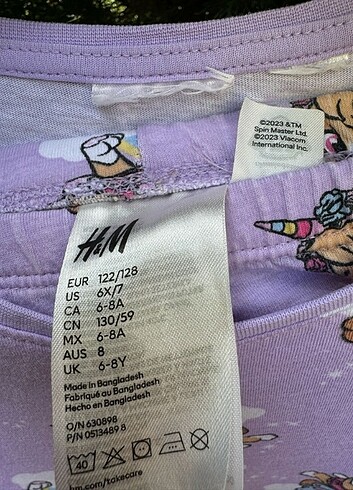 ©2023 &TM
Spin Master Ltd.
©2023 Viacom
International Inc.
H&M
EUR 122/128
US 6X/7
CA 6-8A
CN 130/59
MX 6-8A
AUS 8
UK 6-8Y
Made in Bangladesh
Fabriqué au Bangladesh
Hecho en Bangladesh
O/N 630898
P/N 0513489 8
40
hm.com/takecare